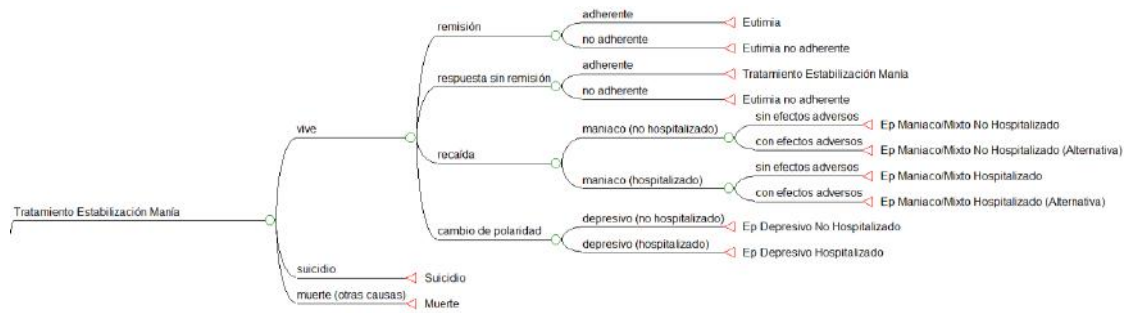 adherente
Eutimia
remisión
no adherente
Eutimia no adherente
adherente
Tratamiento Estabilización Manía
respuesta sin remisión
no adherente
Eutimia no adherente
sin efectos adversos
Ep Maniaco/Mixto No Hospitalizado
vive
maniaco (no hospitalizado)
con efectos adversos
Ep Maniaco/Mixto No Hospitalizado (Alternativa)
recaída
sin efectos adversos
Ep Maniaco/Mixto Hospitalizado
maniaco (hospitalizado)
con efectos adversos
Ep Maniaco/Mixto Hospitalizado (Alternativa)
Tratamiento Estabilización Manía
depresivo (no hospitalizado)
Ep Depresivo No Hospitalizado
cambio de polaridad
depresivo (hospitalizado)
Ep Depresivo Hospitalizado
suicidio
Suicidio
muerte (otras causas)
Muerte